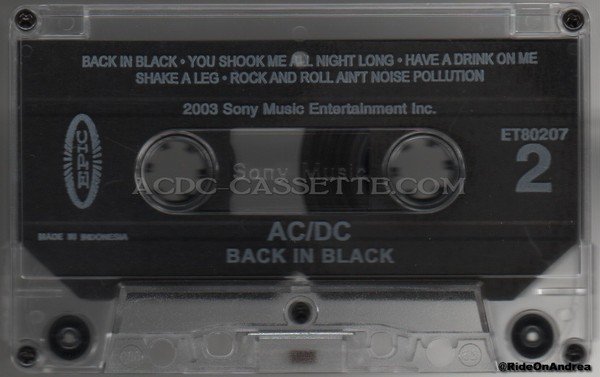 BACK IN BLACK • YOU SHOOK ME ALL NIGHT LONG • HAVE A DRINK ON ME
SHAKE A LEG • ROCK AND ROLL AIN'T NOISE POLLUTION
2003 Sony Music Entertainment Inc.
EPIC
ET80207
2
Sony Music
ACDC-CASSETTE.COM
MADE IN INDONESIA
AC/DC
BACK IN BLACK
@RideOnAndrea